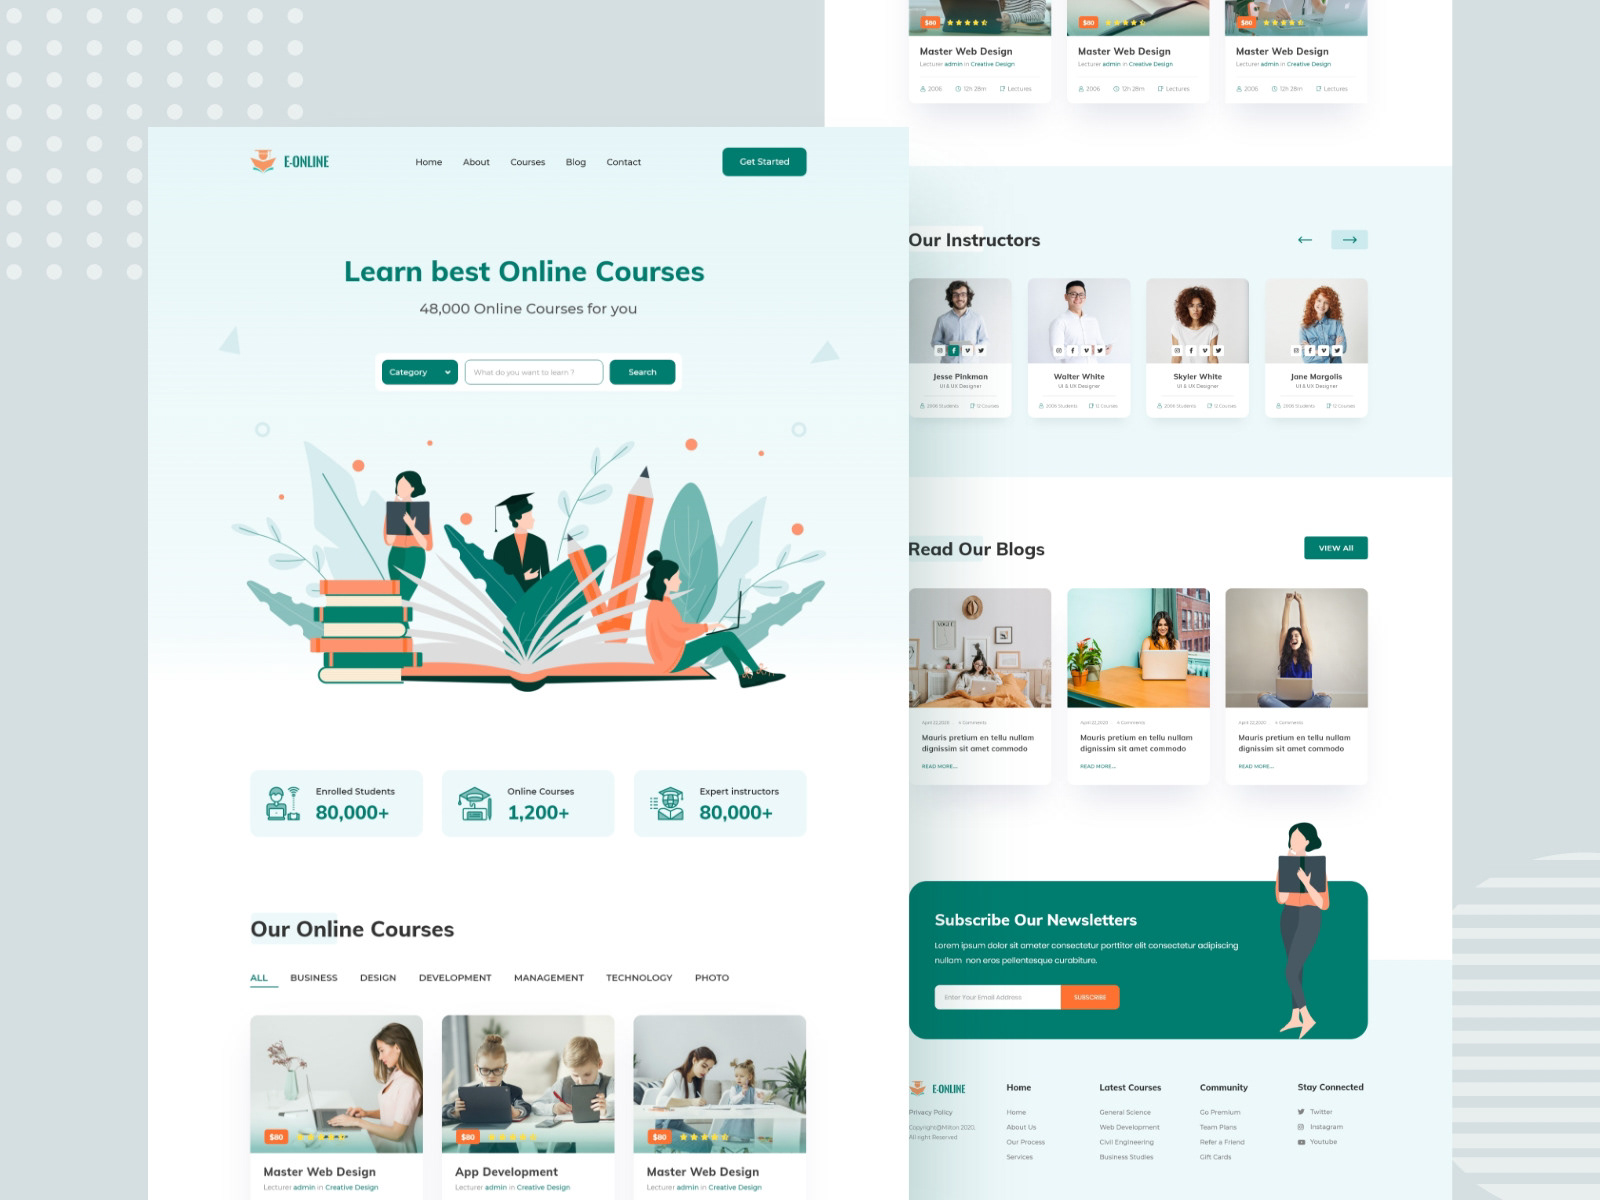 E-ONLINE
Home About Courses Blog Contact
Get Started
Learn best Online Courses
48,000 Online Courses for you
Category What do you want to learn ? Search
Enrolled Students
80,000+
Online Courses
1,200+
Expert instructors
80,000+
Our Online Courses
ALL BUSINESS DESIGN DEVELOPMENT MANAGEMENT TECHNOLOGY PHOTO
$80
Master Web Design
Lecturer admin in Creative Design
$80
App Development
Lecturer admin in Creative Design
$80
Master Web Design
Lecturer admin in Creative Design
$80
Master Web Design
Lecturer admin in Creative Design
2006 12h 28m Lectures
$80
Master Web Design
Lecturer admin in Creative Design
2006 12h 28m Lectures
$80
Master Web Design
Lecturer admin in Creative Design
2006 12h 28m Lectures
Our Instructors
Jesse Pinkman
UI & UX Designer
2006 Students 12 Courses
Walter White
UI & UX Designer
2006 Students 12 Courses
Skyler White
UI & UX Designer
2006 Students 12 Courses
Jane Margolis
UI & UX Designer
2006 Students 12 Courses
Read Our Blogs
VIEW All
VOGUE
April 22,2020 . 4 Comments
Mauris pretium en tellu nullam
dignissim sit amet commodo
READ MORE...
April 22,2020 . 4 Comments
Mauris pretium en tellu nullam
dignissim sit amet commodo
READ MORE...
April 22,2020 . 4 Comments
Mauris pretium en tellu nullam
dignissim sit amet commodo
READ MORE...
Subscribe Our Newsletters
Lorem ipsum dolor sit ametor consectetur porttitor elit consectetur adipiscing
nullam non eros pellentesque curabiture.
Enter Your Email Address SUBSCRIBE
E-ONLINE
Privacy Policy
Copyright@Milton 2020.
All right Reserved
Home
Home
About Us
Our Process
Services
Latest Courses
General Science
Web Development
Civil Engineering
Business Studies
Community
Go Premium
Team Plans
Refer a Friend
Gift Cards
Stay Connected
Twitter
Instagram
Youtube